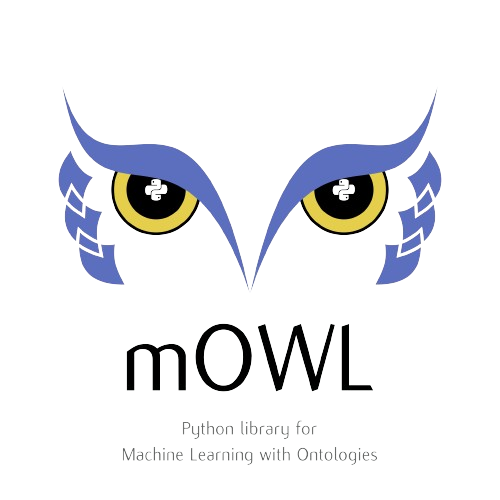 mOWL
Python library for
Machine Learning with Ontologies